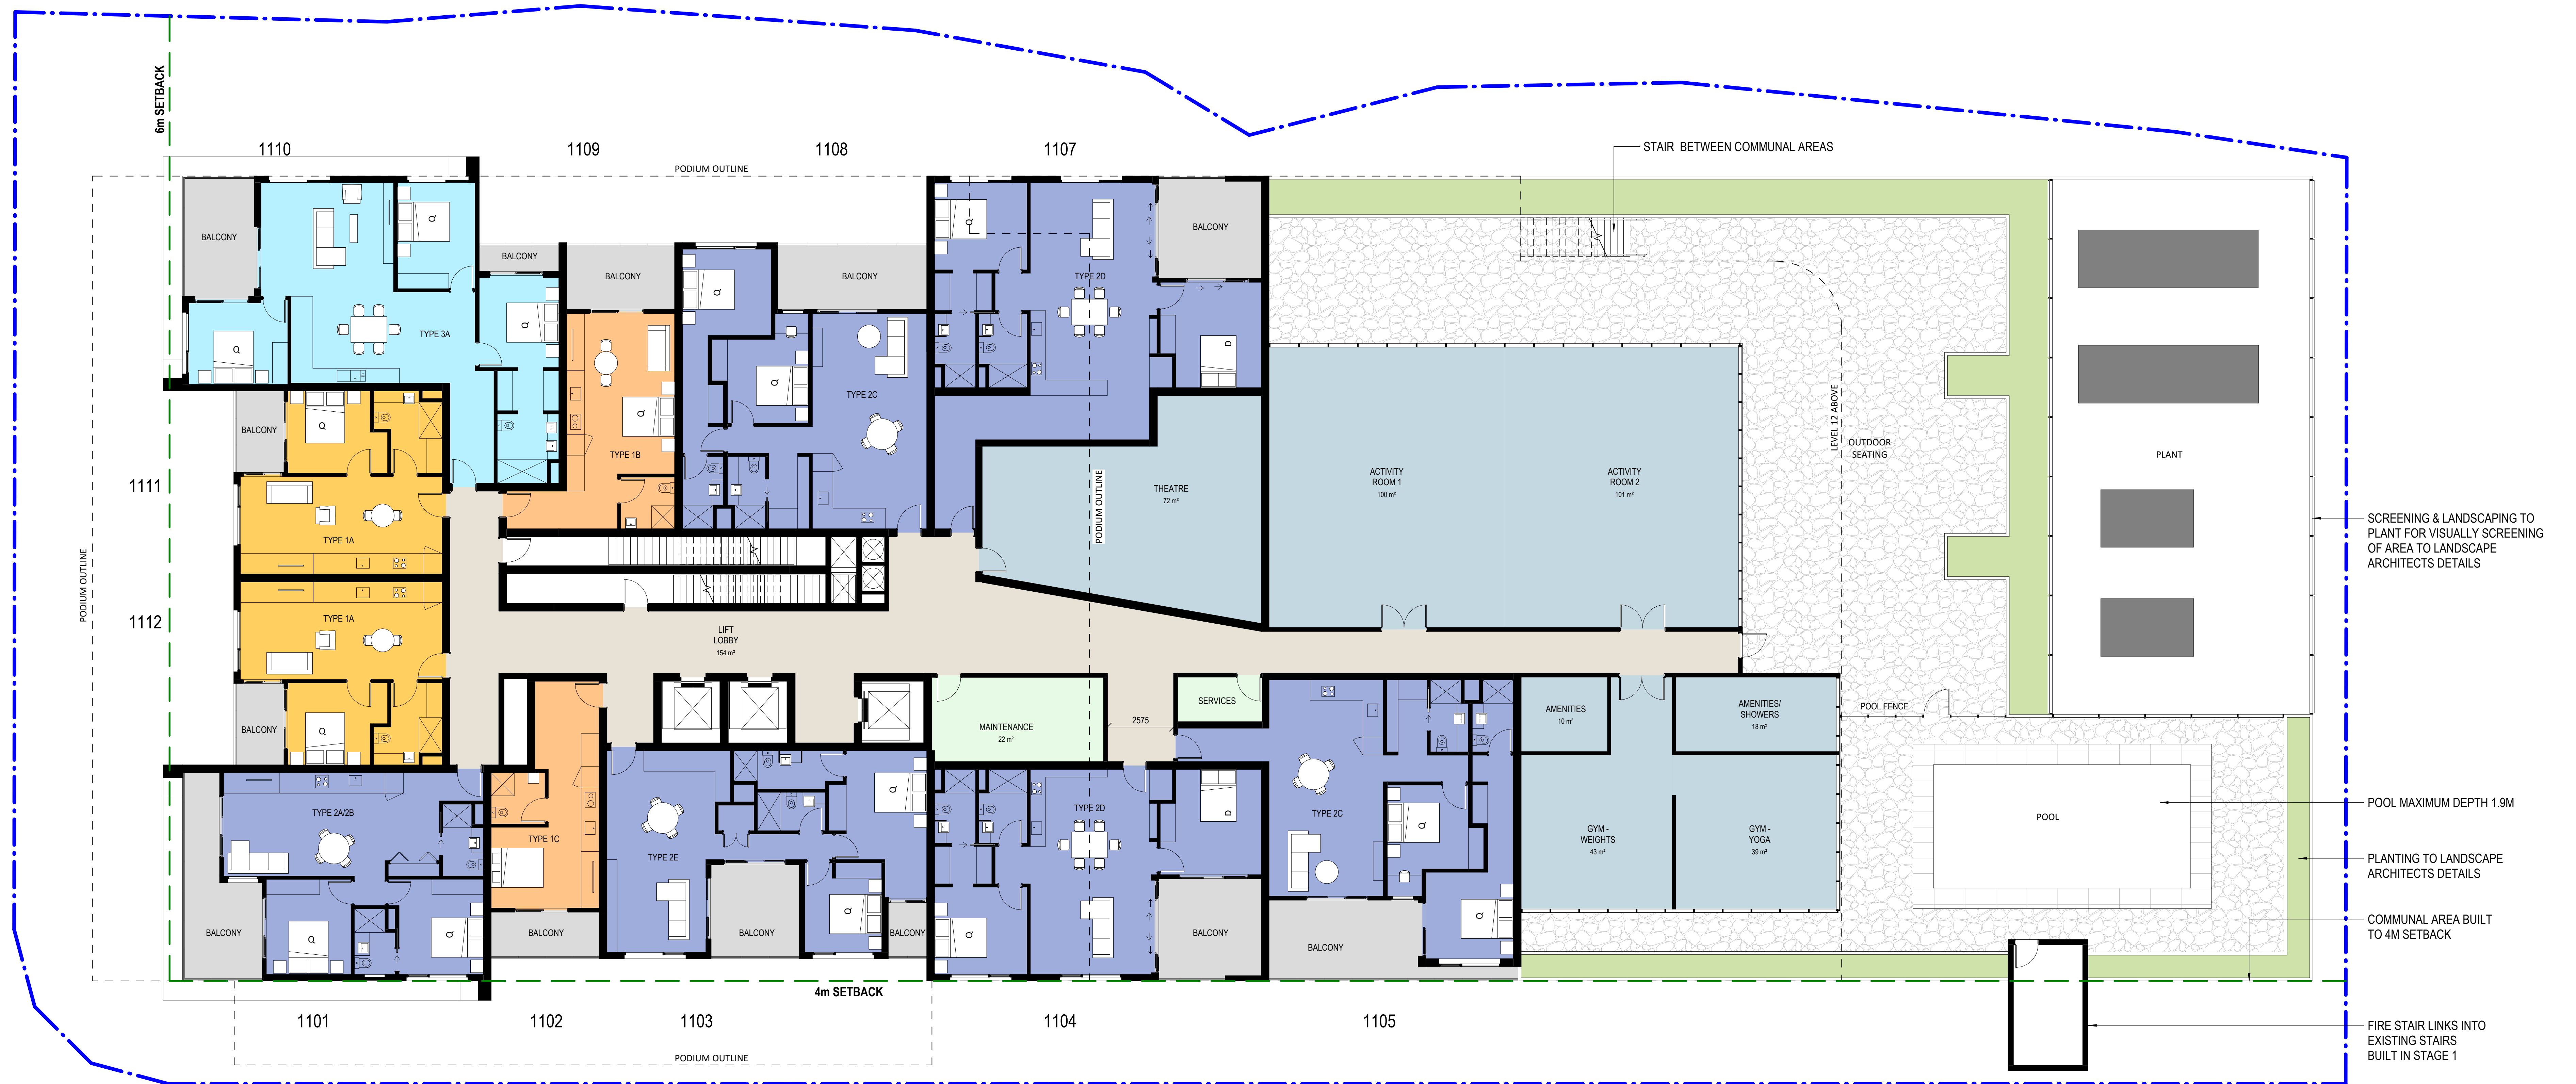 6m SETBACK
1110
1109
1108
1107
STAIR BETWEEN COMMUNAL AREAS
PODIUM OUTLINE
BALCONY
Q
BALCONY
Q
TYPE 3A
Q
BALCONY
TYPE 1B
Q
BALCONY
Q
Q
TYPE 2C
Q
TYPE 2D
BALCONY
D
BALCONY
Q
TYPE 1A
1111
TYPE 1A
1112
BALCONY
Q
PODIUM OUTLINE
THEATRE
72 m²
PODIUM OUTLINE
ACTIVITY
ROOM 1
100 m²
ACTIVITY
ROOM 2
101 m²
LEVEL 12 ABOVE
OUTDOOR
SEATING
PLANT
SCREENING & LANDSCAPING TO
PLANT FOR VISUALLY SCREENING
OF AREA TO LANDSCAPE
ARCHITECTS DETAILS
LIFT
LOBBY
154 m²
MAINTENANCE
22 m²
2575
SERVICES
AMENITIES
10 m²
AMENITIES/
SHOWERS
18 m²
POOL FENCE
TYPE 2A/2B
BALCONY
Q
Q
TYPE 1C
BALCONY
TYPE 2E
BALCONY
Q
Q
BALCONY
TYPE 2D
Q
D
BALCONY
TYPE 2C
Q
Q
BALCONY
GYM -
WEIGHTS
43 m²
GYM -
YOGA
39 m²
POOL
POOL MAXIMUM DEPTH 1.9M
PLANTING TO LANDSCAPE
ARCHITECTS DETAILS
COMMUNAL AREA BUILT
TO 4M SETBACK
4m SETBACK
1101
1102
1103
1104
1105
FIRE STAIR LINKS INTO
EXISTING STAIRS
BUILT IN STAGE 1
PODIUM OUTLINE